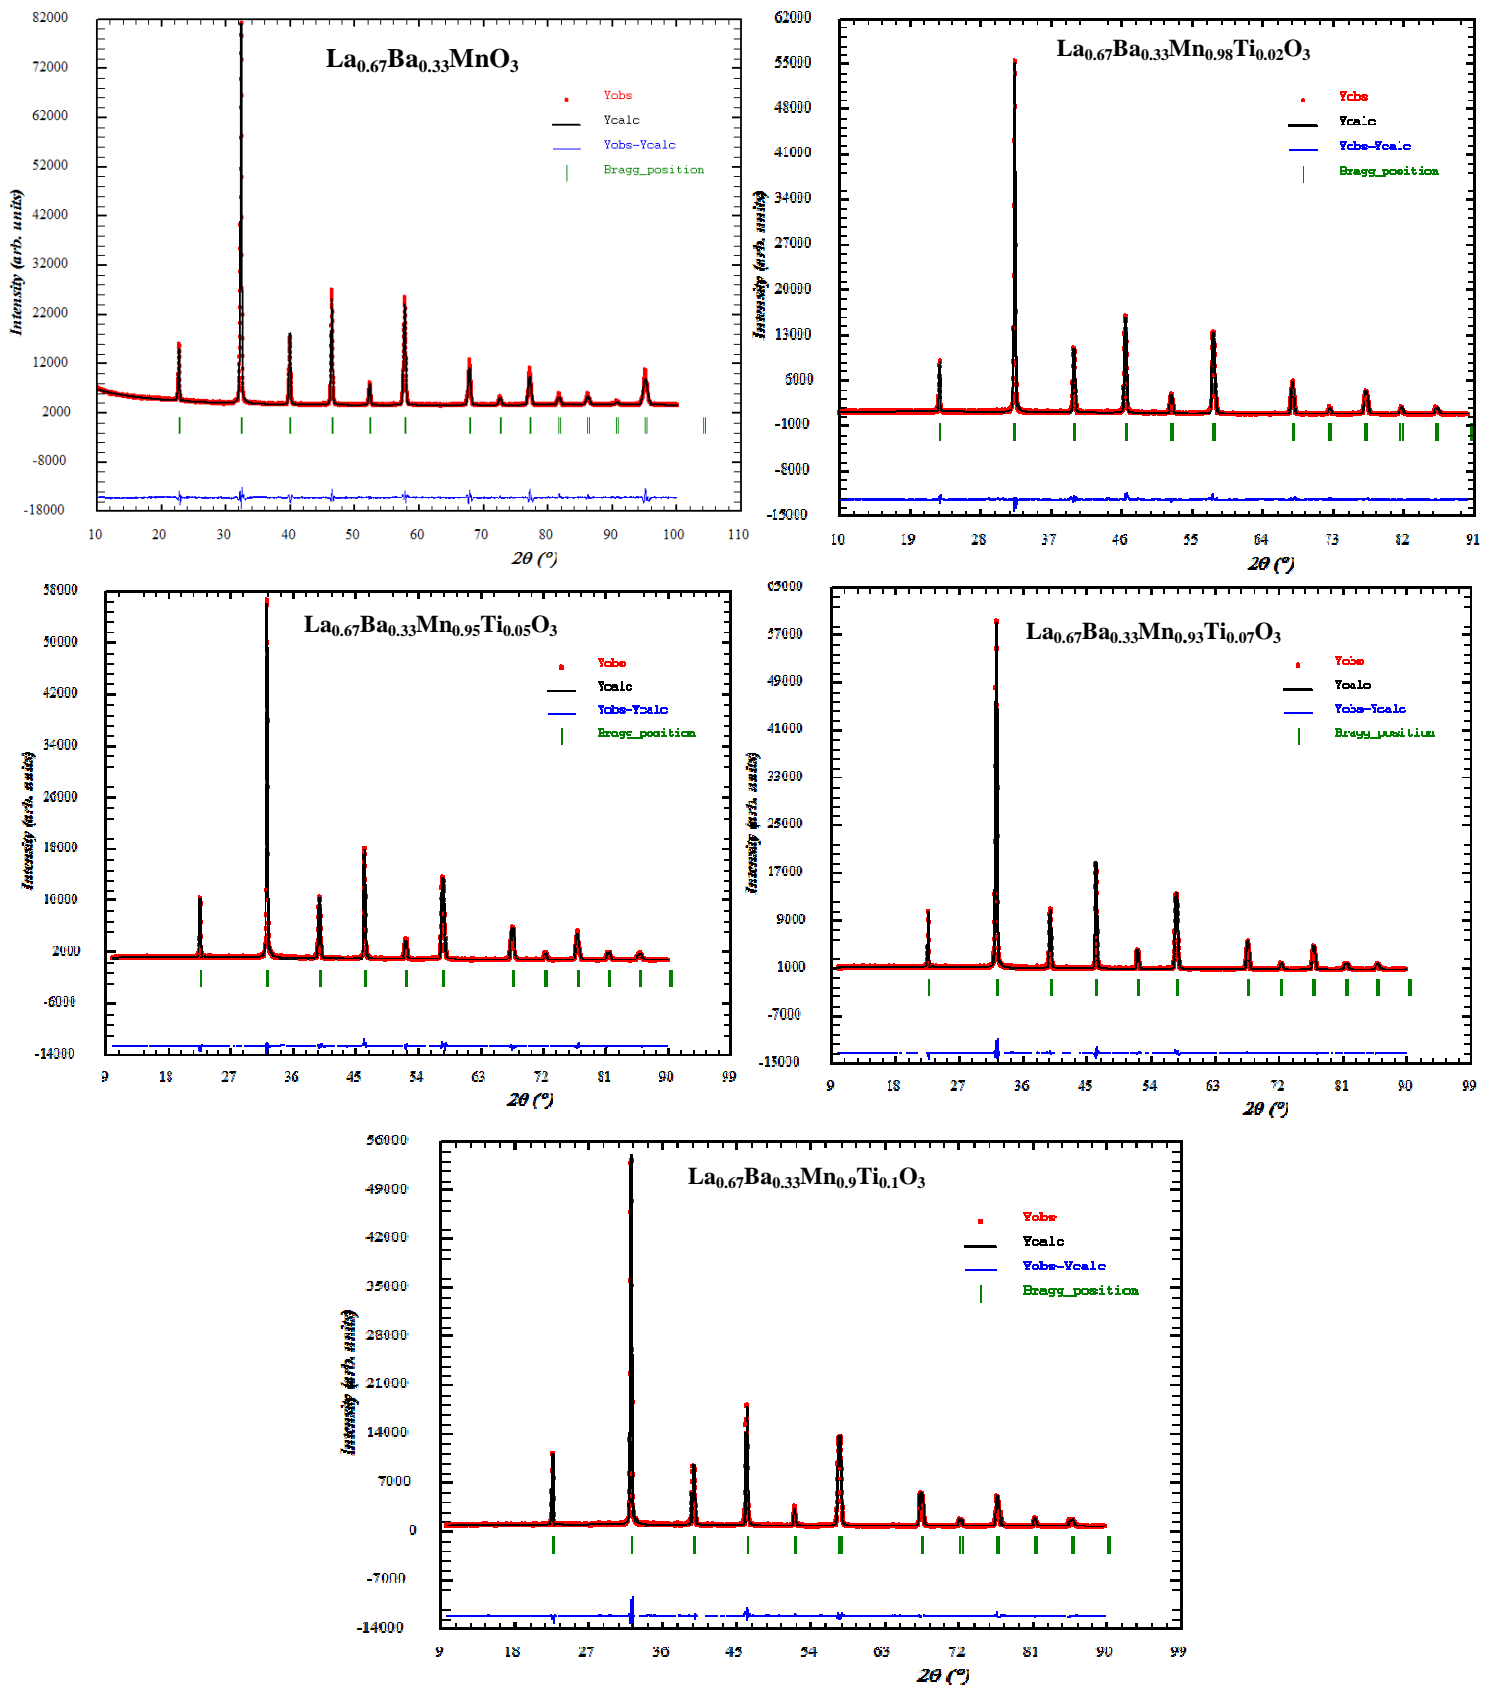 La0.67Ba0.33MnO3
Yobs
Ycalc
Yobs-Ycalc
Bragg_position
Intensity (arb. units)
82000
72000
62000
52000
42000
32000
22000
12000
2000
-8000
-18000
10 20 30 40 50 60 70 80 90 100 110
2θ (°)
La0.67Ba0.33Mn0.98Ti0.02O3
Yobs
Ycalc
Yobs-Ycalc
Bragg_position
Intensity (arb. units)
62000
55000
48000
41000
34000
27000
20000
13000
6000
-1000
-8000
-15000
10 19 28 37 46 55 64 73 82 91
2θ (°)
La0.67Ba0.33Mn0.95Ti0.05O3
Yobs
Ycalc
Yobs-Ycalc
Bragg_position
Intensity (arb. units)
58000
50000
42000
34000
26000
18000
10000
2000
-6000
-14000
9 18 27 36 45 54 63 72 81 90 99
2θ (°)
La0.67Ba0.33Mn0.93Ti0.07O3
Yobs
Ycalc
Yobs-Ycalc
Bragg_position
Intensity (arb. units)
65000
57000
49000
41000
33000
25000
17000
9000
1000
-7000
-15000
9 18 27 36 45 54 63 72 81 90 99
2θ (°)
La0.67Ba0.33Mn0.9Ti0.1O3
Yobs
Ycalc
Yobs-Ycalc
Bragg_position
Intensity (arb. units)
56000
49000
42000
35000
28000
21000
14000
7000
0
-7000
-14000
9 18 27 36 45 54 63 72 81 90 99
2θ (°)